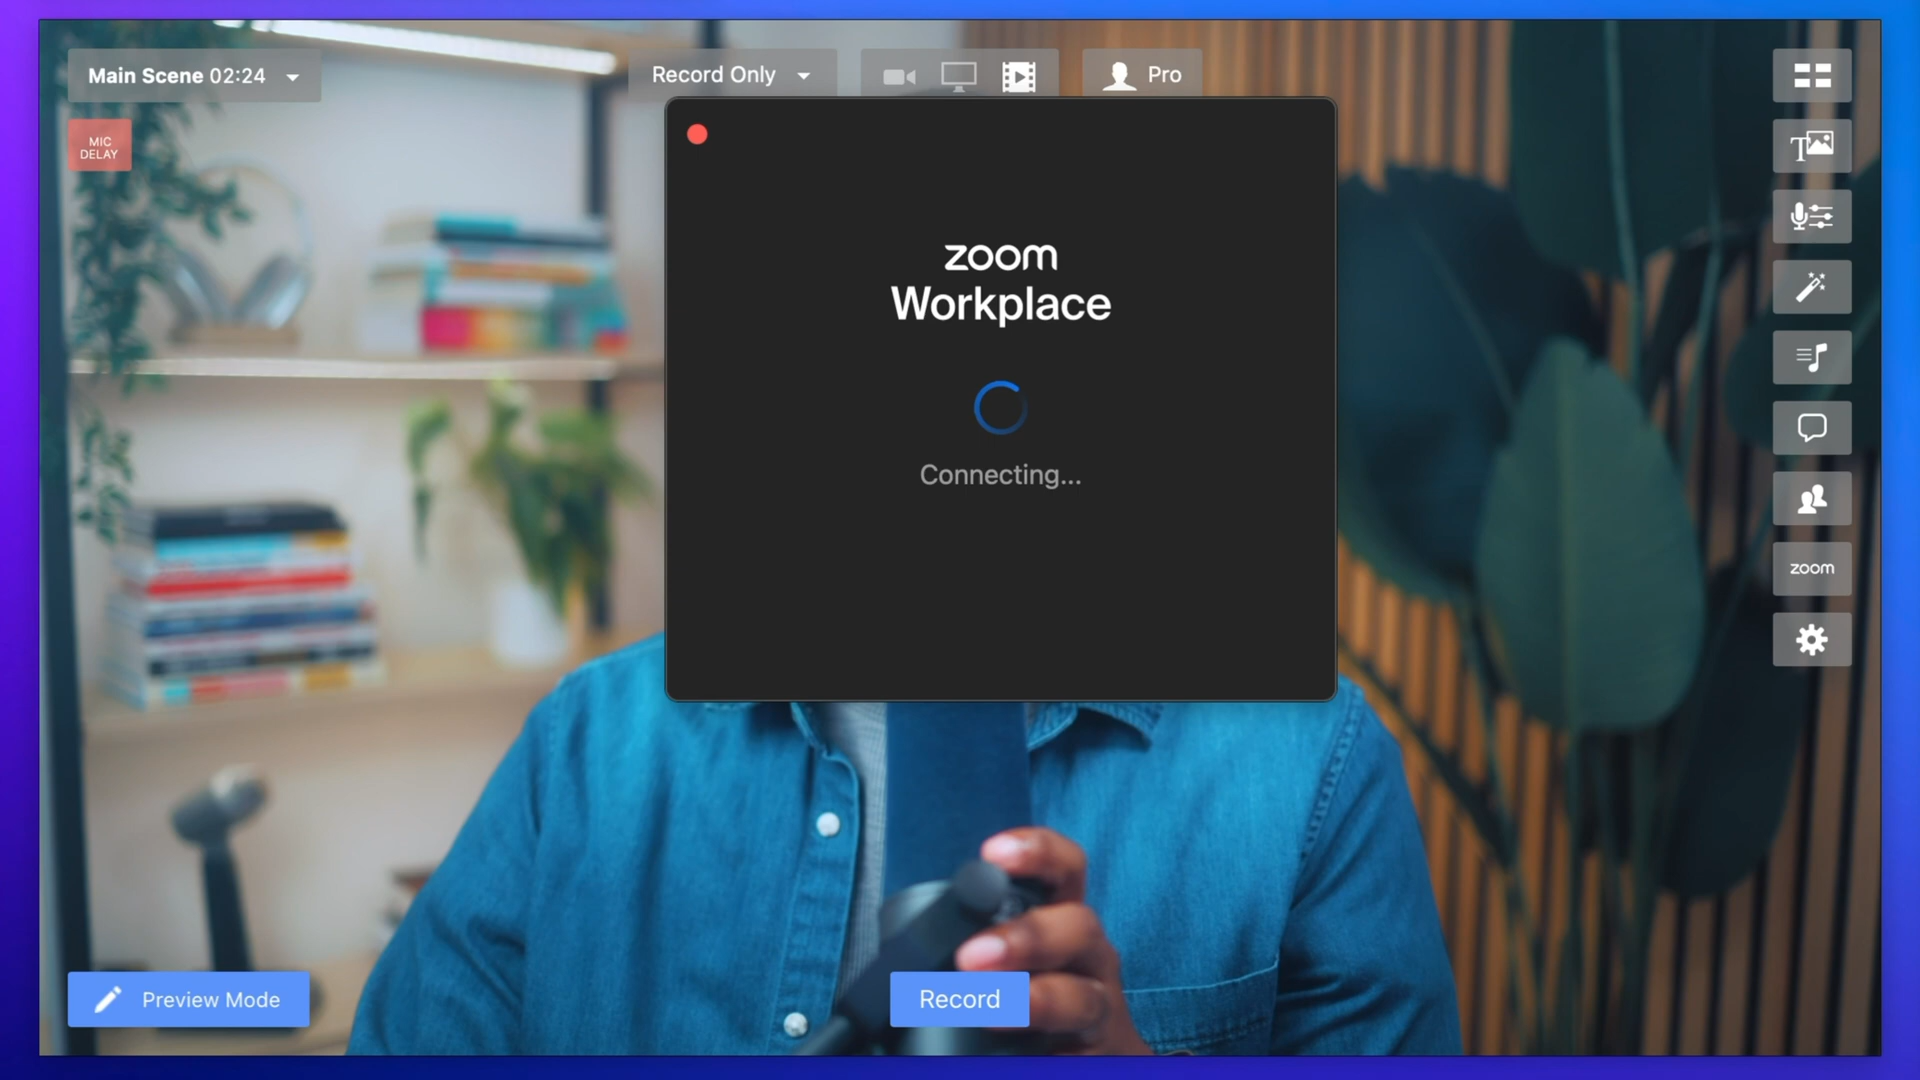 Main Scene 02:24
Record Only
Pro
MIC
DELAY
zoom
Workplace
Connecting...
zoom
Preview Mode
Record